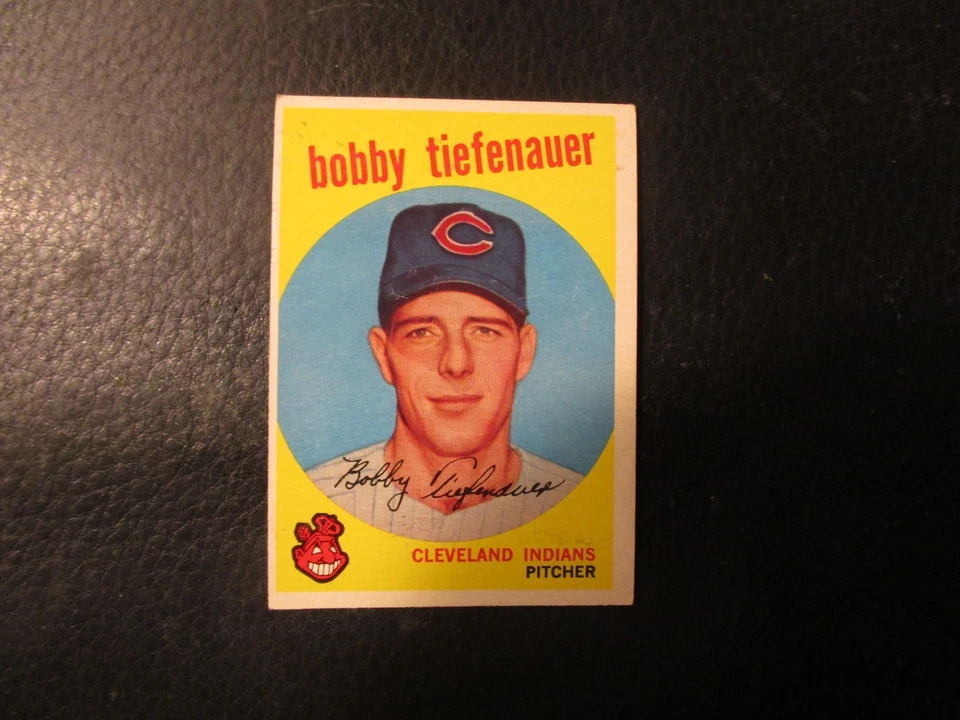 bobby tiefenauer
C
Bobby Tiefenauer
CLEVELAND INDIANS
PITCHER